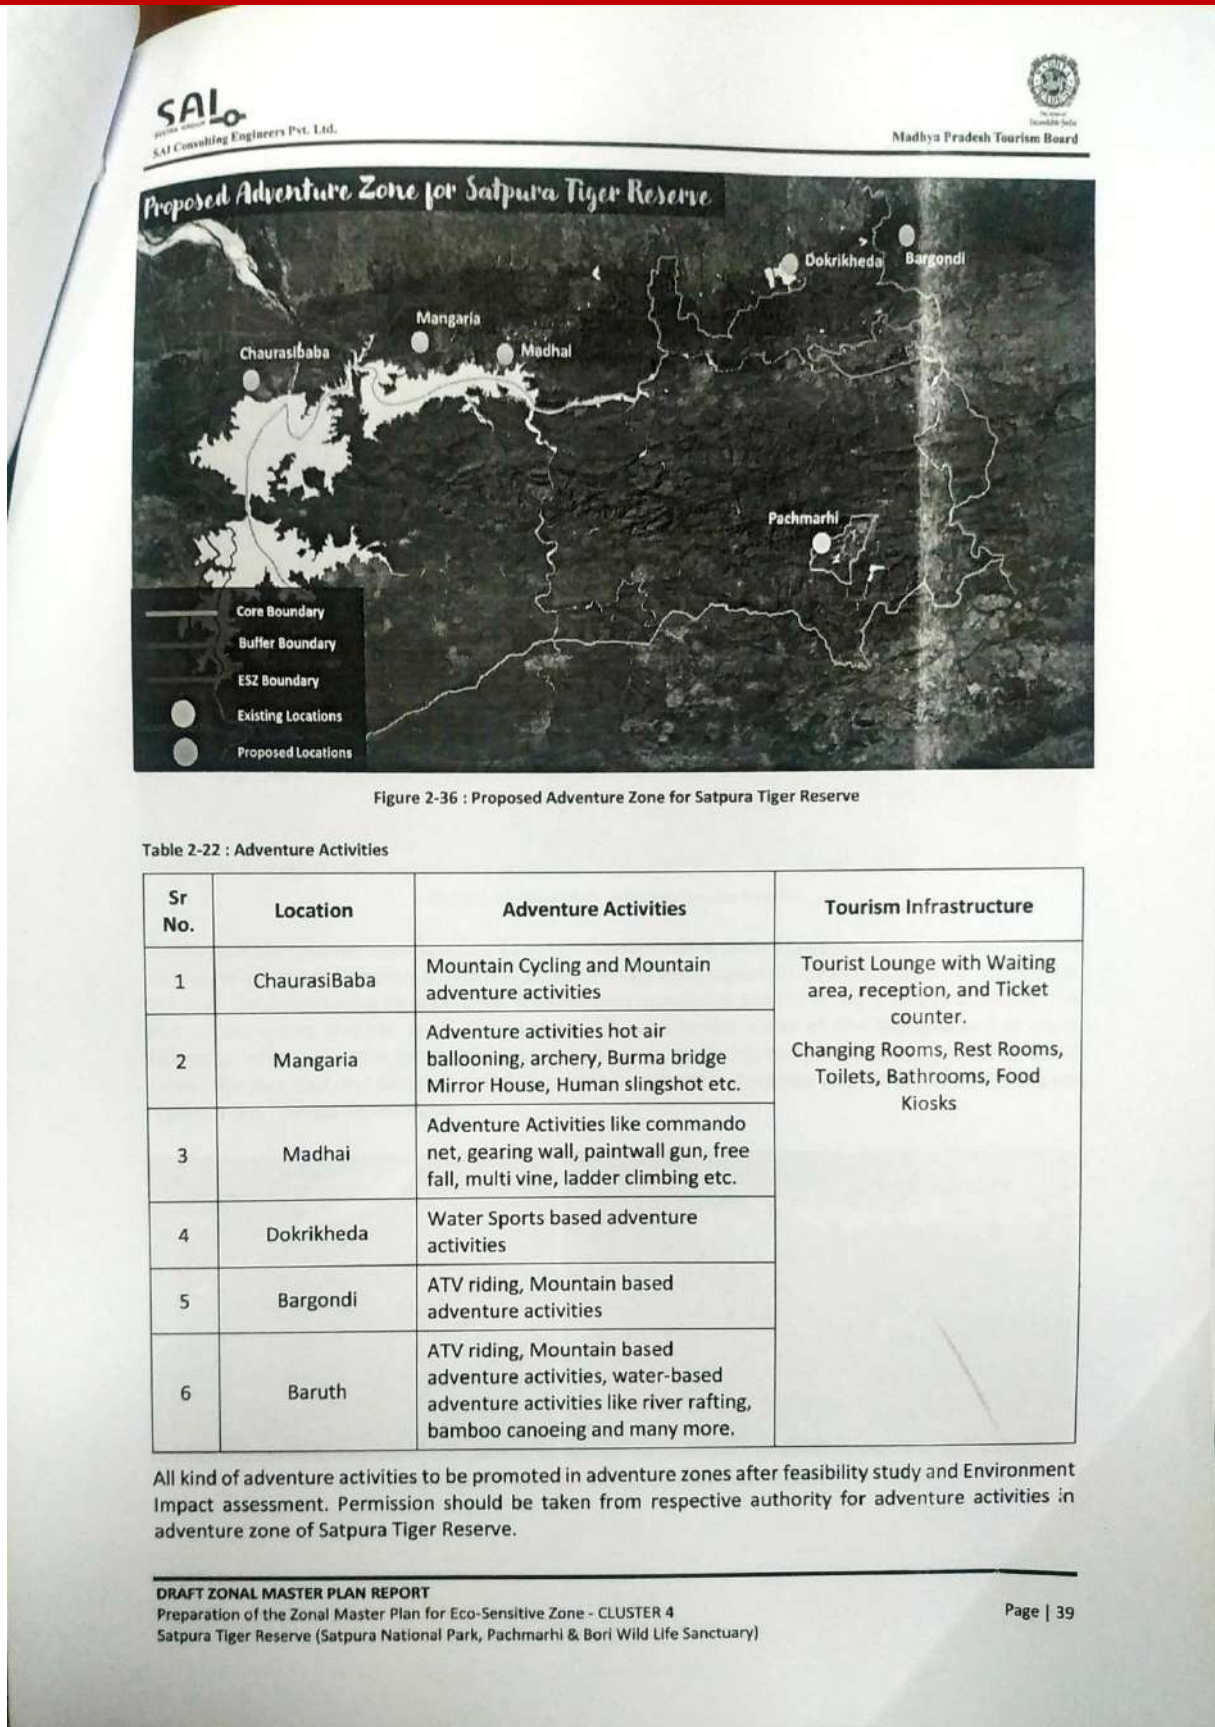 SAI
SAI Consulting Engineers Pvt. Ltd.
Madhya Pradesh Tourism Board
Proposed Adventure Zone for Satpura Tiger Reserve
Dokrikheda
Bargondi
Mangaria
Chaurasibaba
Madhai
Pachmarhi
Core Boundary
Buffer Boundary
ESZ Boundary
Existing Locations
Proposed Locations
Figure 2-36 : Proposed Adventure Zone for Satpura Tiger Reserve
Table 2-22 : Adventure Activities
Sr
No.
Location
Adventure Activities
Tourism Infrastructure
1
ChaurasiBaba
Mountain Cycling and Mountain
adventure activities
Tourist Lounge with Waiting
area, reception, and Ticket
counter.
Changing Rooms, Rest Rooms,
Toilets, Bathrooms, Food
Kiosks
2
Mangaria
Adventure activities hot air
ballooning, archery, Burma bridge
Mirror House, Human slingshot etc.
3
Madhai
Adventure Activities like commando
net, gearing wall, paintwall gun, free
fall, multi vine, ladder climbing etc.
4
Dokrikheda
Water Sports based adventure
activities
5
Bargondi
ATV riding, Mountain based
adventure activities
6
Baruth
ATV riding, Mountain based
adventure activities, water-based
adventure activities like river rafting,
bamboo canoeing and many more.
All kind of adventure activities to be promoted in adventure zones after feasibility study and Environment
Impact assessment. Permission should be taken from respective authority for adventure activities in
adventure zone of Satpura Tiger Reserve.
DRAFT ZONAL MASTER PLAN REPORT
Preparation of the Zonal Master Plan for Eco-Sensitive Zone - CLUSTER 4
Satpura Tiger Reserve (Satpura National Park, Pachmarhi & Bori Wild Life Sanctuary)
Page | 39